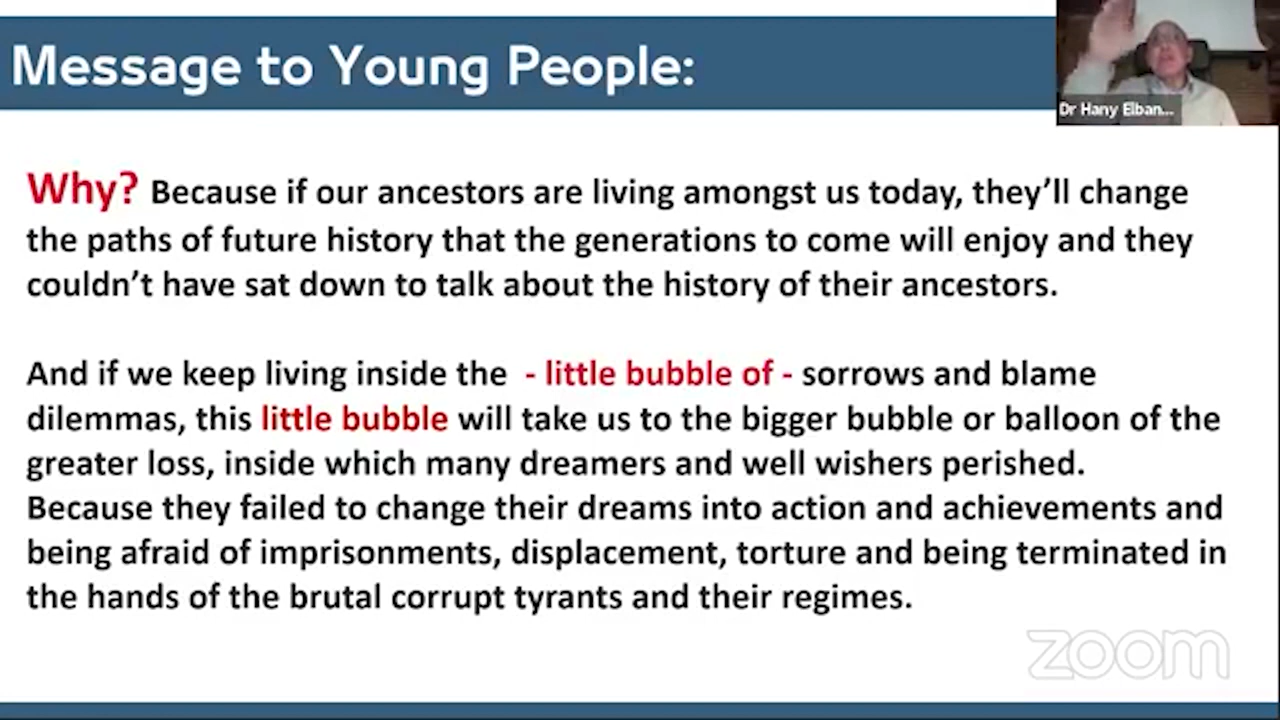 Message to Young People:
Dr Hany Elban...
Why? Because if our ancestors are living amongst us today, they'll change
the paths of future history that the generations to come will enjoy and they
couldn't have sat down to talk about the history of their ancestors.
And if we keep living inside the - little bubble of - sorrows and blame
dilemmas, this little bubble will take us to the bigger bubble or balloon of the
greater loss, inside which many dreamers and well wishers perished.
Because they failed to change their dreams into action and achievements and
being afraid of imprisonments, displacement, torture and being terminated in
the hands of the brutal corrupt tyrants and their regimes.
zoom